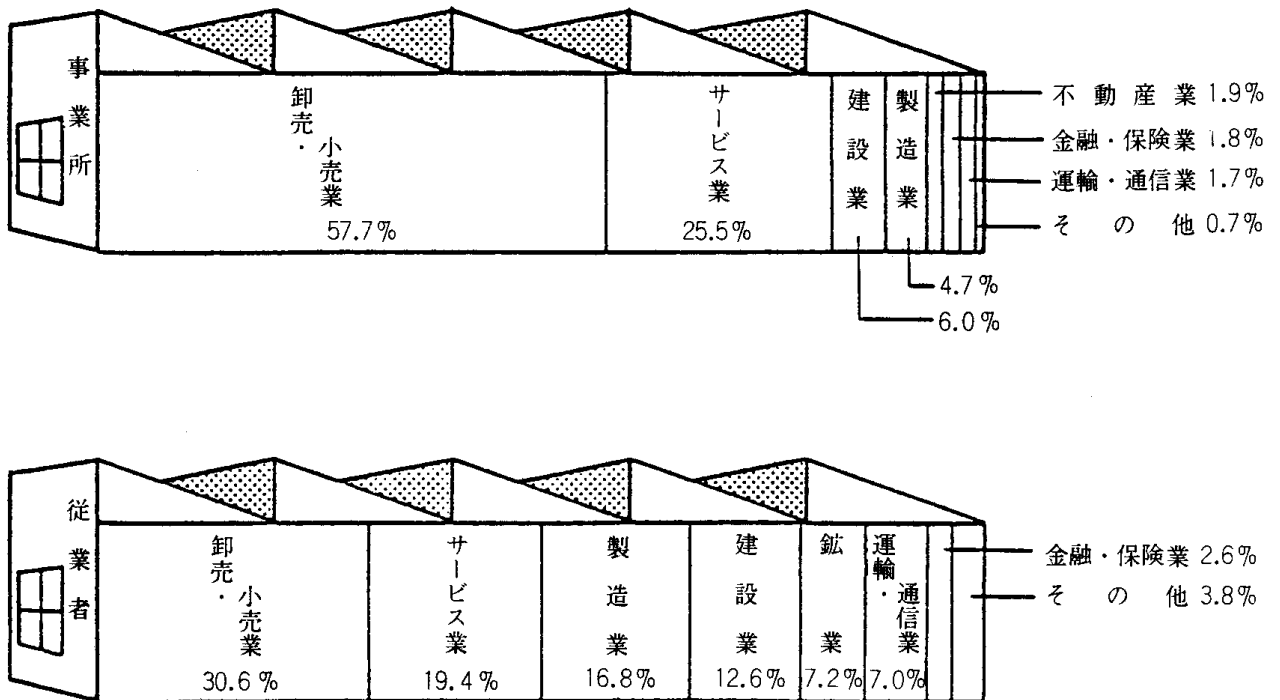 事業所
卸売・小売業
57.7%
サービス業
25.5%
建設業
製造業
不動産業 1.9%
金融・保険業 1.8%
運輸・通信業 1.7%
その他 0.7%
4.7%
6.0%
従業者
卸売・小売業
30.6%
サービス業
19.4%
製造業
16.8%
建設業
12.6%
鉱業
7.2%
運輸・通信業
7.0%
金融・保険業 2.6%
その他 3.8%